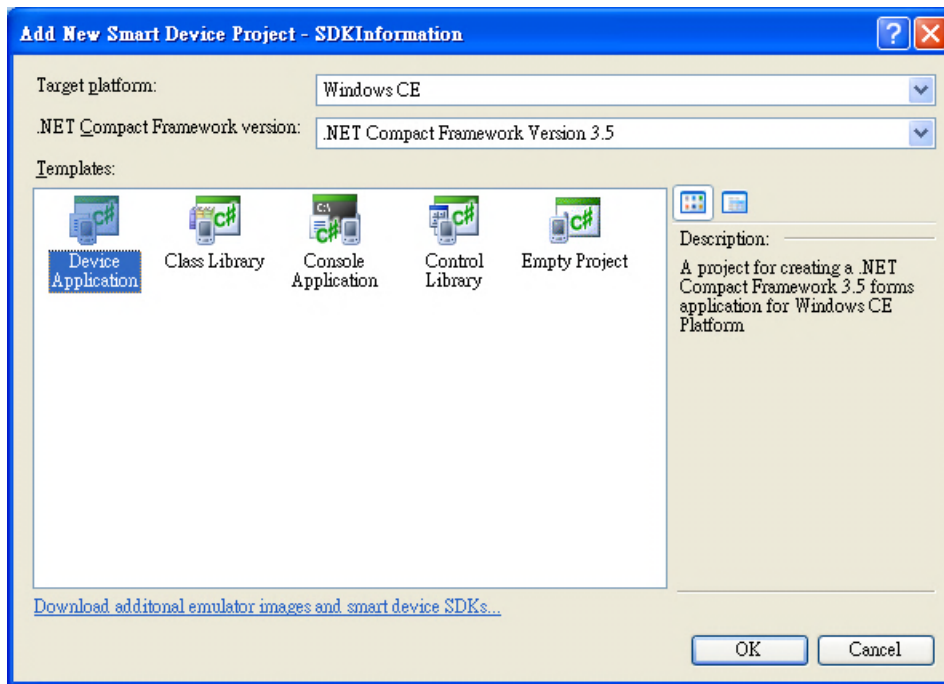 Add New Smart Device Project - SDKInformation
Target platform:
Windows CE
.NET Compact Framework version:
.NET Compact Framework Version 3.5
Templates:
Device
Application
Class Library
Console
Application
Control
Library
Empty Project
Description:
A project for creating a .NET
Compact Framework 3.5 forms
application for Windows CE
Platform
Download additonal emulator images and smart device SDKs...
OK
Cancel